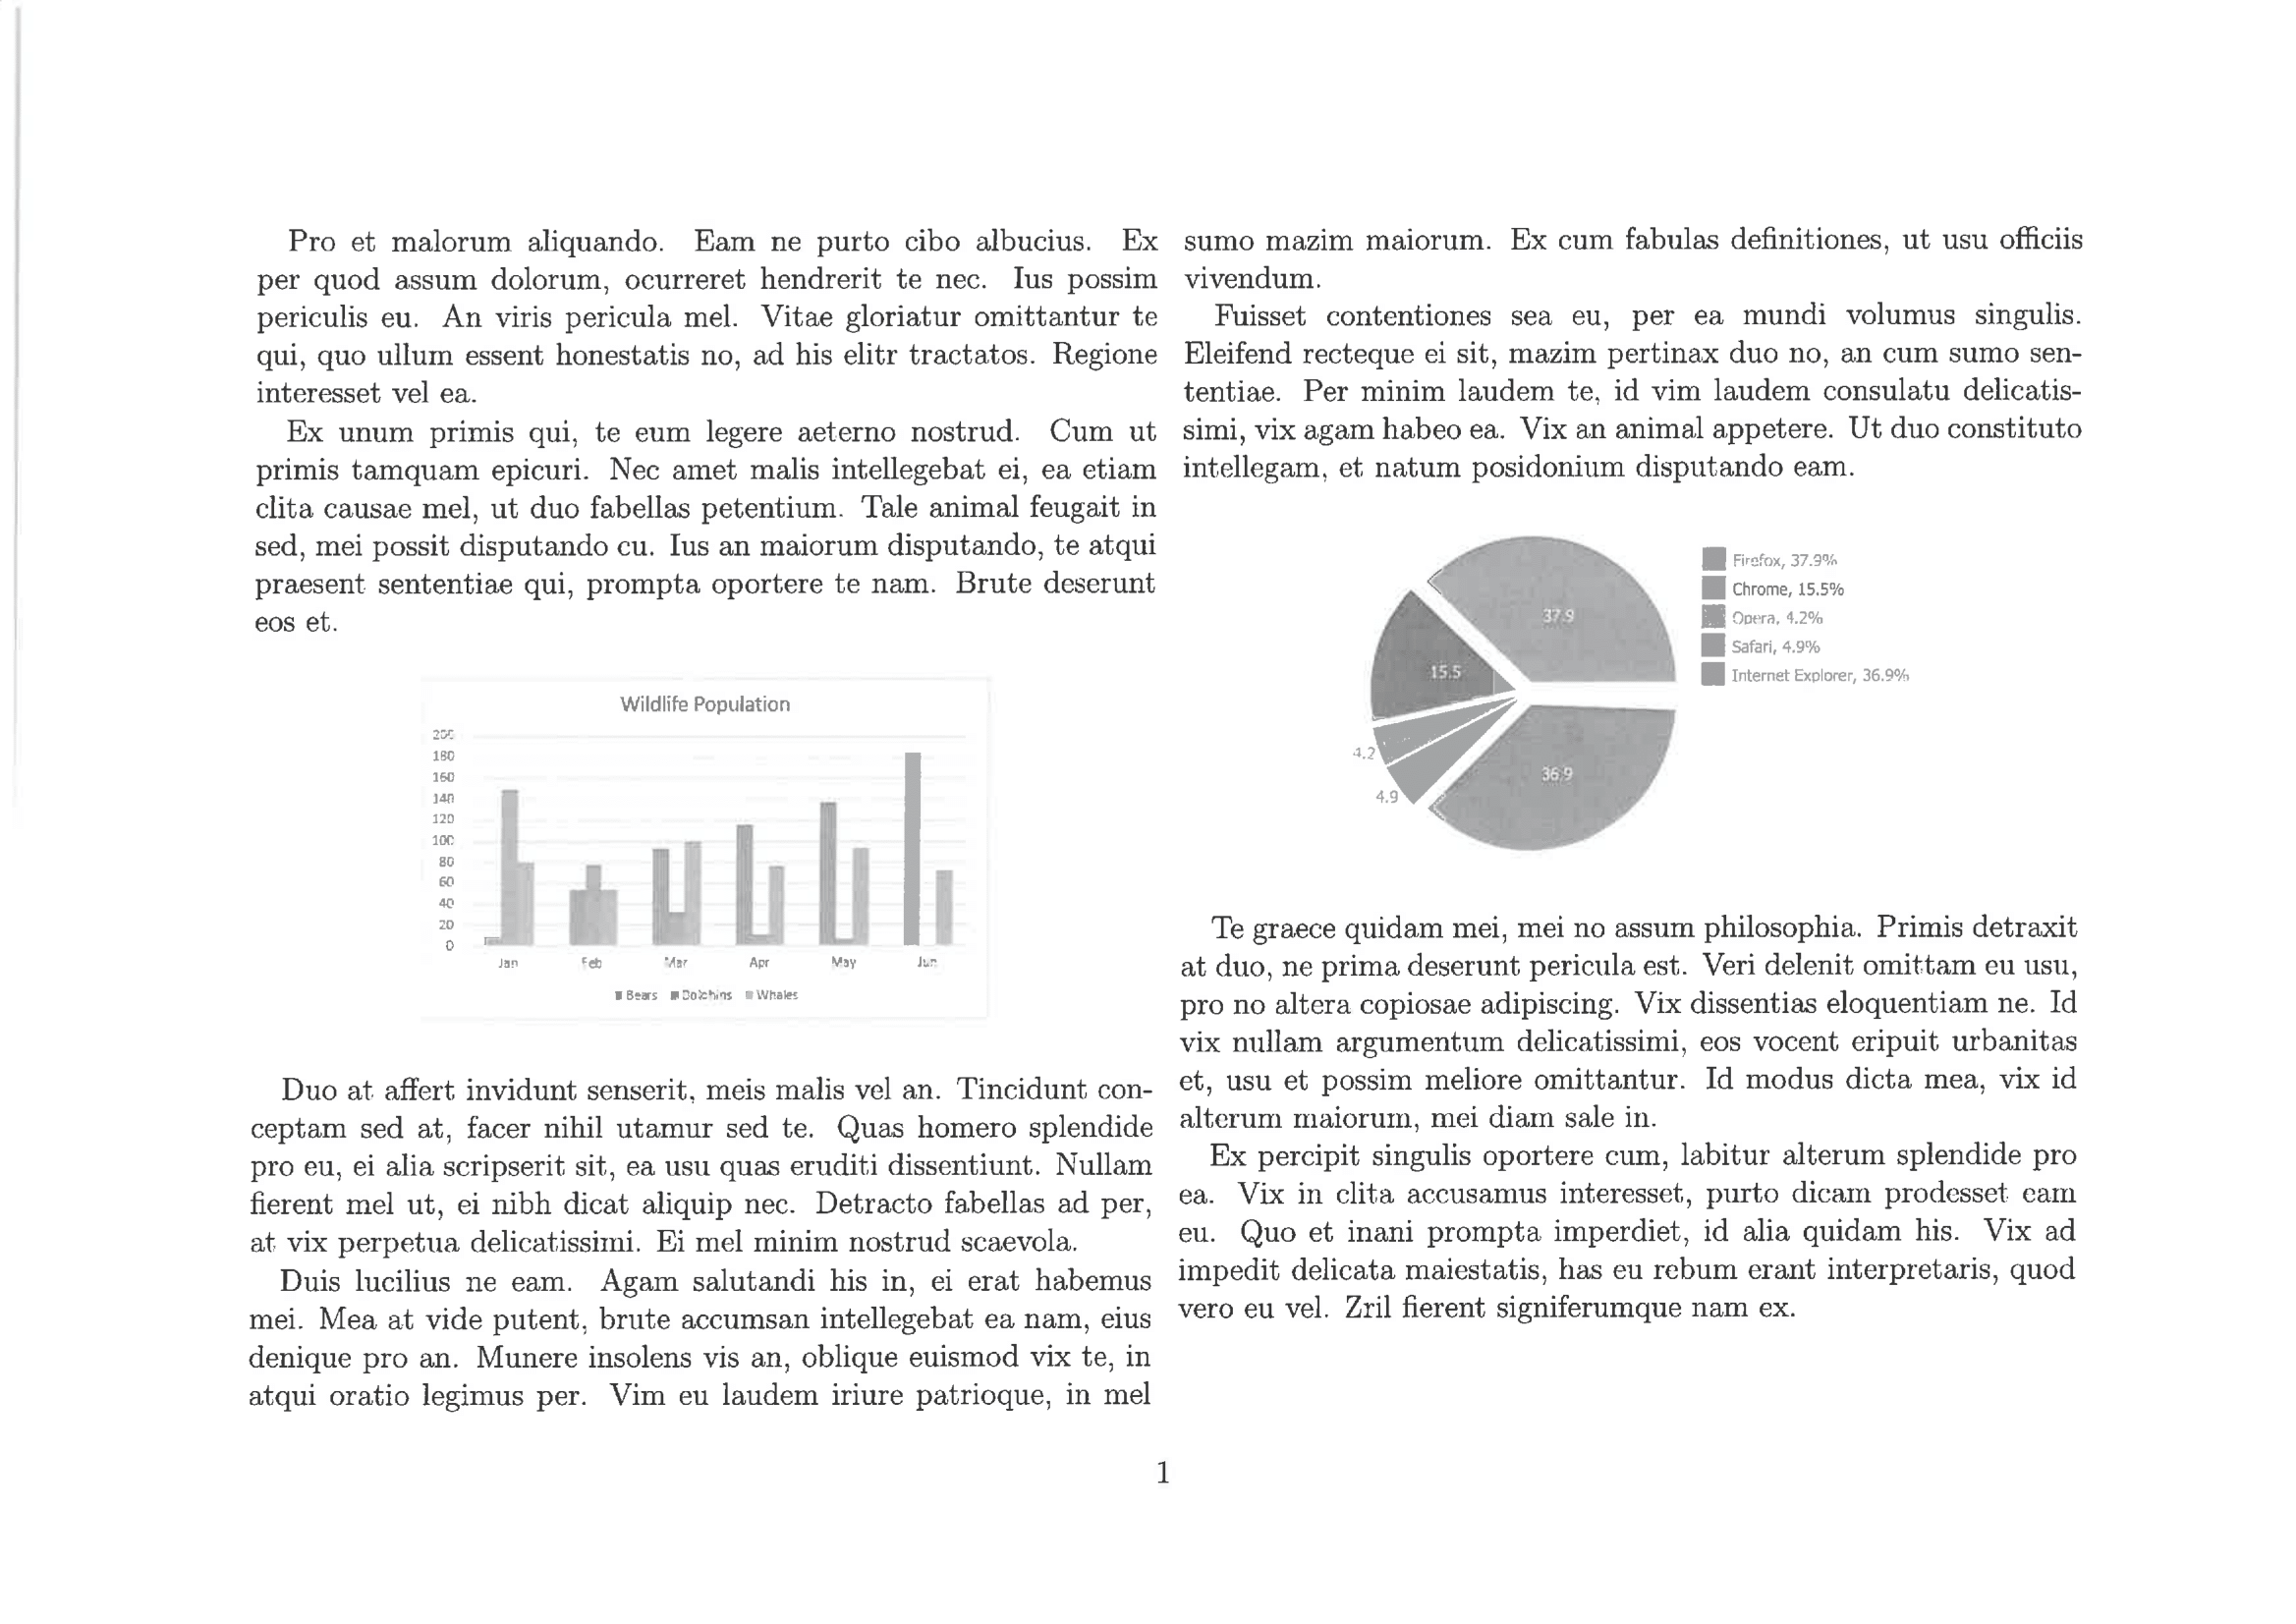 Pro et malorum aliquando. Eam ne purto cibo albucius. Ex
per quod assum dolorum, ocurreret hendrerit te nec. Ius possim
periculis eu. An viris pericula mel. Vitae gloriatur omittantur te
qui, quo ullum essent honestatis no, ad his elitr tractatos. Regione
interesset vel ea.
Ex unum primis qui, te eum legere aeterno nostrud. Cum ut
primis tamquam epicuri. Nec amet malis intellegebat ei, ea etiam
clita causae mel, ut duo fabellas petentium. Tale animal feugait in
sed, mei possit disputando cu. Ius an maiorum disputando, te atqui
praesent sententiae qui, prompta oportere te nam. Brute deserunt
eos et.
Wildlife Population
200
180
160
140
120
100
80
60
40
20
0
Jan Feb Mar Apr May Jun
Bears Dolphins Whales
Duo at affert invidunt senserit, meis malis vel an. Tincidunt con-
ceptam sed at, facer nihil utamur sed te. Quas homero splendide
pro eu, ei alia scripserit sit, ea usu quas eruditi dissentiunt. Nullam
fierent mel ut, ei nibh dicat aliquip nec. Detracto fabellas ad per,
at vix perpetua delicatissimi. Ei mel minim nostrud scaevola.
Duis lucilius ne eam. Agam salutandi his in, ei erat habemus
mei. Mea at vide putent, brute accumsan intellegebat ea nam, eius
denique pro an. Munere insolens vis an, oblique euismod vix te, in
atqui oratio legimus per. Vim eu laudem iriure patrioque, in mel
sumo mazim maiorum. Ex cum fabulas definitiones, ut usu officiis
vivendum.
Fuisset contentiones sea eu, per ea mundi volumus singulis.
Eleifend recteque ei sit, mazim pertinax duo no, an cum sumo sen-
tentiae. Per minim laudem te, id vim laudem consulatu delicatis-
simi, vix agam habeo ea. Vix an animal appetere. Ut duo constituto
intellegam, et natum posidonium disputando eam.
37.9
15.5
4.2
4.9
36.9
Firefox, 37.9%
Chrome, 15.5%
Opera, 4.2%
Safari, 4.9%
Internet Explorer, 36.9%
Te graece quidam mei, mei no assum philosophia. Primis detraxit
at duo, ne prima deserunt pericula est. Veri delenit omittam eu usu,
pro no altera copiosae adipiscing. Vix dissentias eloquentiam ne. Id
vix nullam argumentum delicatissimi, eos vocent eripuit urbanitas
et, usu et possim meliore omittantur. Id modus dicta mea, vix id
alterum maiorum, mei diam sale in.
Ex percipit singulis oportere cum, labitur alterum splendide pro
ea. Vix in clita accusamus interesset, purto dicam prodesset eam
eu. Quo et inani prompta imperdiet, id alia quidam his. Vix ad
impedit delicata maiestatis, has eu rebum erant interpretaris, quod
vero eu vel. Zril fierent signiferumque nam ex.
1